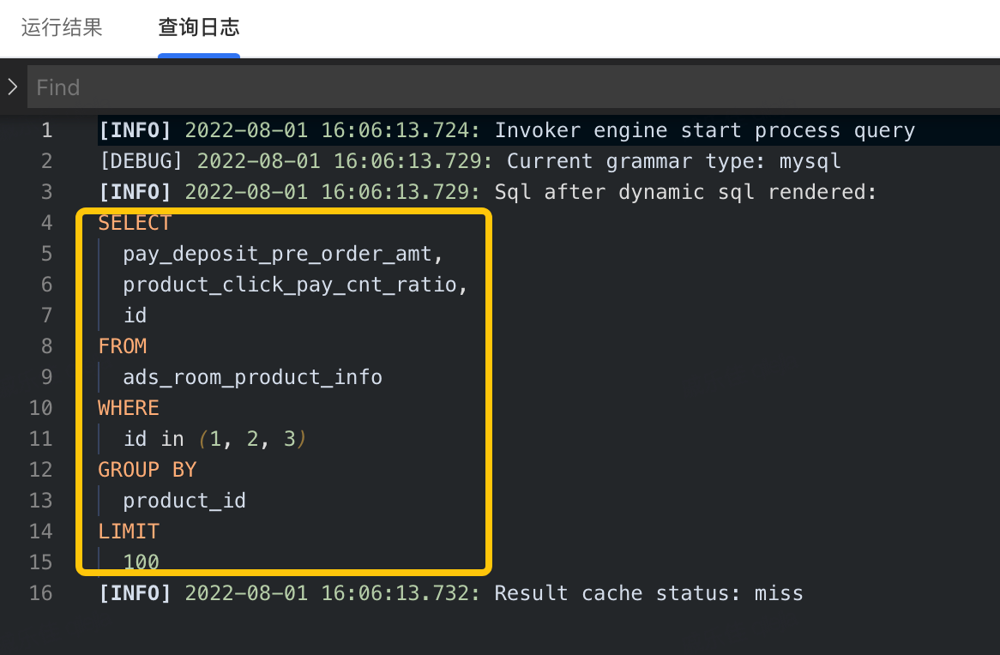 运行结果 查询日志
Find
1 [INFO] 2022-08-01 16:06:13.724: Invoker engine start process query
2 [DEBUG] 2022-08-01 16:06:13.729: Current grammar type: mysql
3 [INFO] 2022-08-01 16:06:13.729: Sql after dynamic sql rendered:
4 SELECT
5 pay_deposit_pre_order_amt,
6 product_click_pay_cnt_ratio,
7 id
8 FROM
9 ads_room_product_info
10 WHERE
11 id in (1, 2, 3)
12 GROUP BY
13 product_id
14 LIMIT
15 100
16 [INFO] 2022-08-01 16:06:13.732: Result cache status: miss